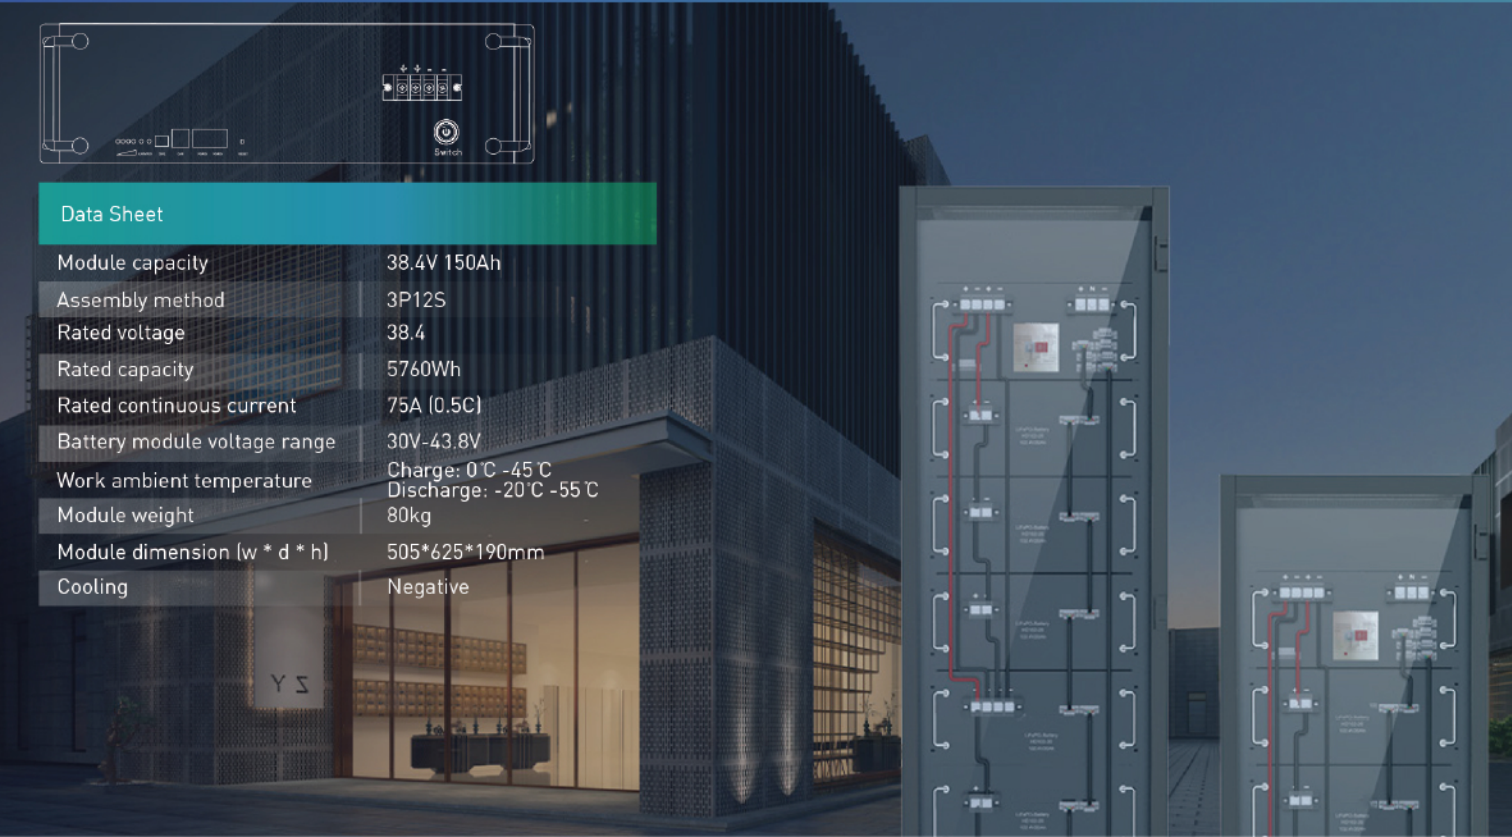 + + - -
Switch
Data Sheet
Module capacity 38.4V 150Ah
Assembly method 3P12S
Rated voltage 38.4
Rated capacity 5760Wh
Rated continuous current 75A (0.5C)
Battery module voltage range 30V-43.8V
Work ambient temperature Charge: 0℃ -45℃
Discharge: -20℃ -55℃
Module weight 80kg
Module dimension (w * d * h) 505*625*190mm
Cooling Negative
Y Z
+ - + - + N -
+ - + - + N -